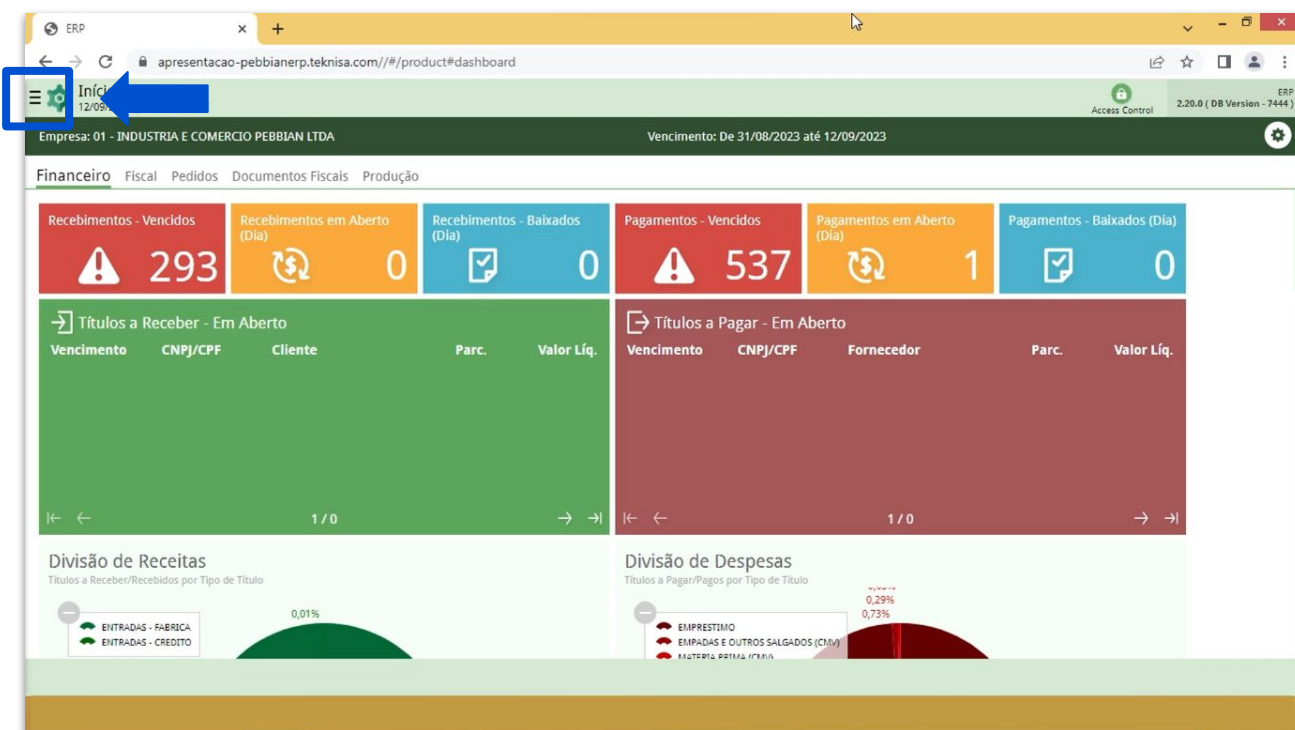 ERP
apresentacao-pebbianerp.teknisa.com//#/product#dashboard
Iníci
12/09/
Access Control
ERP
2.20.0 ( DB Version - 7444 )
Empresa: 01 - INDUSTRIA E COMERCIO PEBBIAN LTDA
Vencimento: De 31/08/2023 até 12/09/2023
Financeiro Fiscal Pedidos Documentos Fiscais Produção
Recebimentos - Vencidos
293
Recebimentos em Aberto
(Dia)
0
Recebimentos - Baixados
(Dia)
0
Pagamentos - Vencidos
537
Pagamentos em Aberto
(Dia)
1
Pagamentos - Baixados (Dia)
0
Títulos a Receber - Em Aberto
Vencimento CNPJ/CPF Cliente Parc. Valor Líq.
1 / 0
Títulos a Pagar - Em Aberto
Vencimento CNPJ/CPF Fornecedor Parc. Valor Líq.
1 / 0
Divisão de Receitas
Títulos a Receber/Recebidos por Tipo de Título
ENTRADAS - FABRICA
ENTRADAS - CREDITO
0,01%
Divisão de Despesas
Títulos a Pagar/Pagos por Tipo de Título
0,29%
0,73%
EMPRESTIMO
EMPADAS E OUTROS SALGADOS (CMV)
MATERIA PRIMA (CMV)